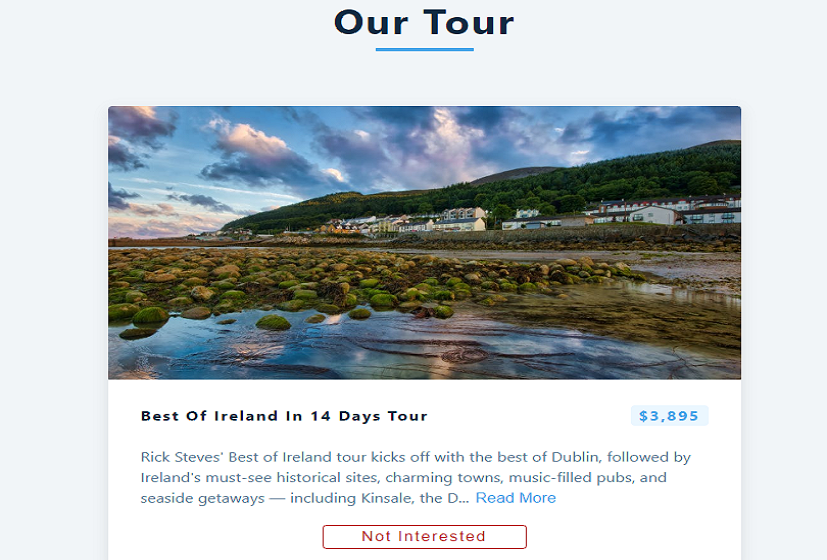 Our Tour
Best Of Ireland In 14 Days Tour
$3,895
Rick Steves' Best of Ireland tour kicks off with the best of Dublin, followed by
Ireland's must-see historical sites, charming towns, music-filled pubs, and
seaside getaways — including Kinsale, the D... Read More
Not Interested